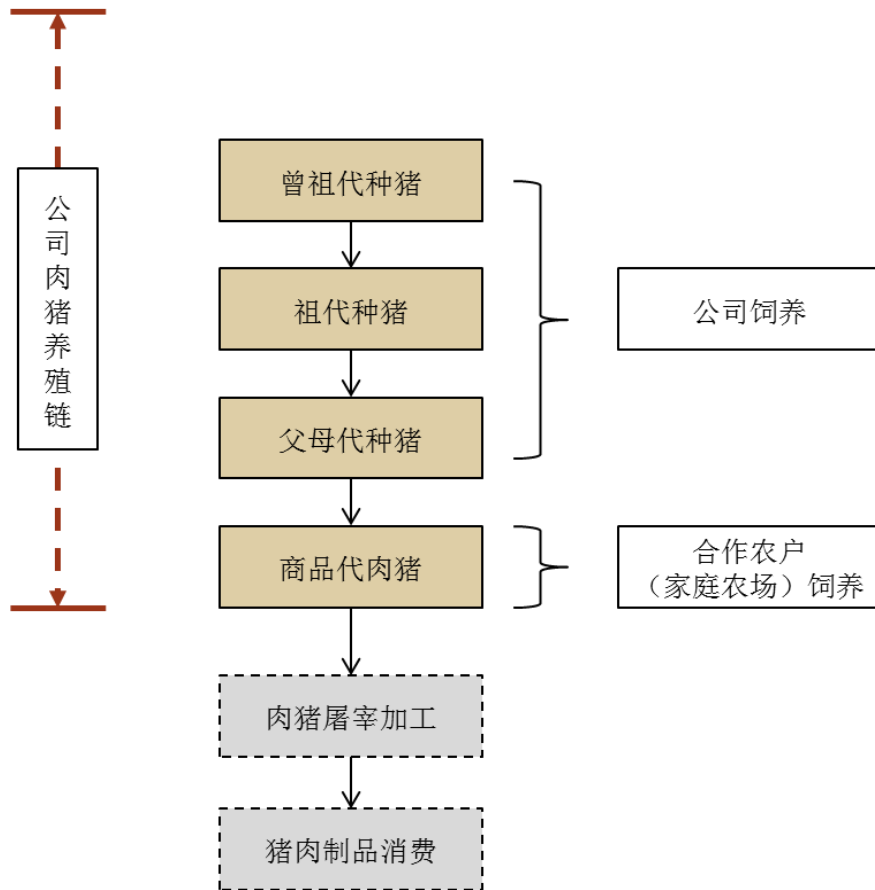 公司肉猪养殖链
曾祖代种猪
祖代种猪
公司饲养
父母代种猪
商品代肉猪
合作农户
（家庭农场）饲养
肉猪屠宰加工
猪肉制品消费